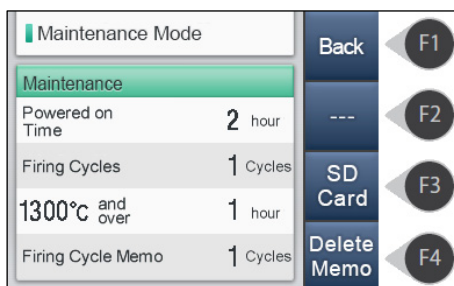 Maintenance Mode
Maintenance
Powered on
Time
2 hour
Firing Cycles
1 Cycles
1300°c and
over
1 hour
Firing Cycle Memo
1 Cycles
Back
F1
---
F2
SD
Card
F3
Delete
Memo
F4